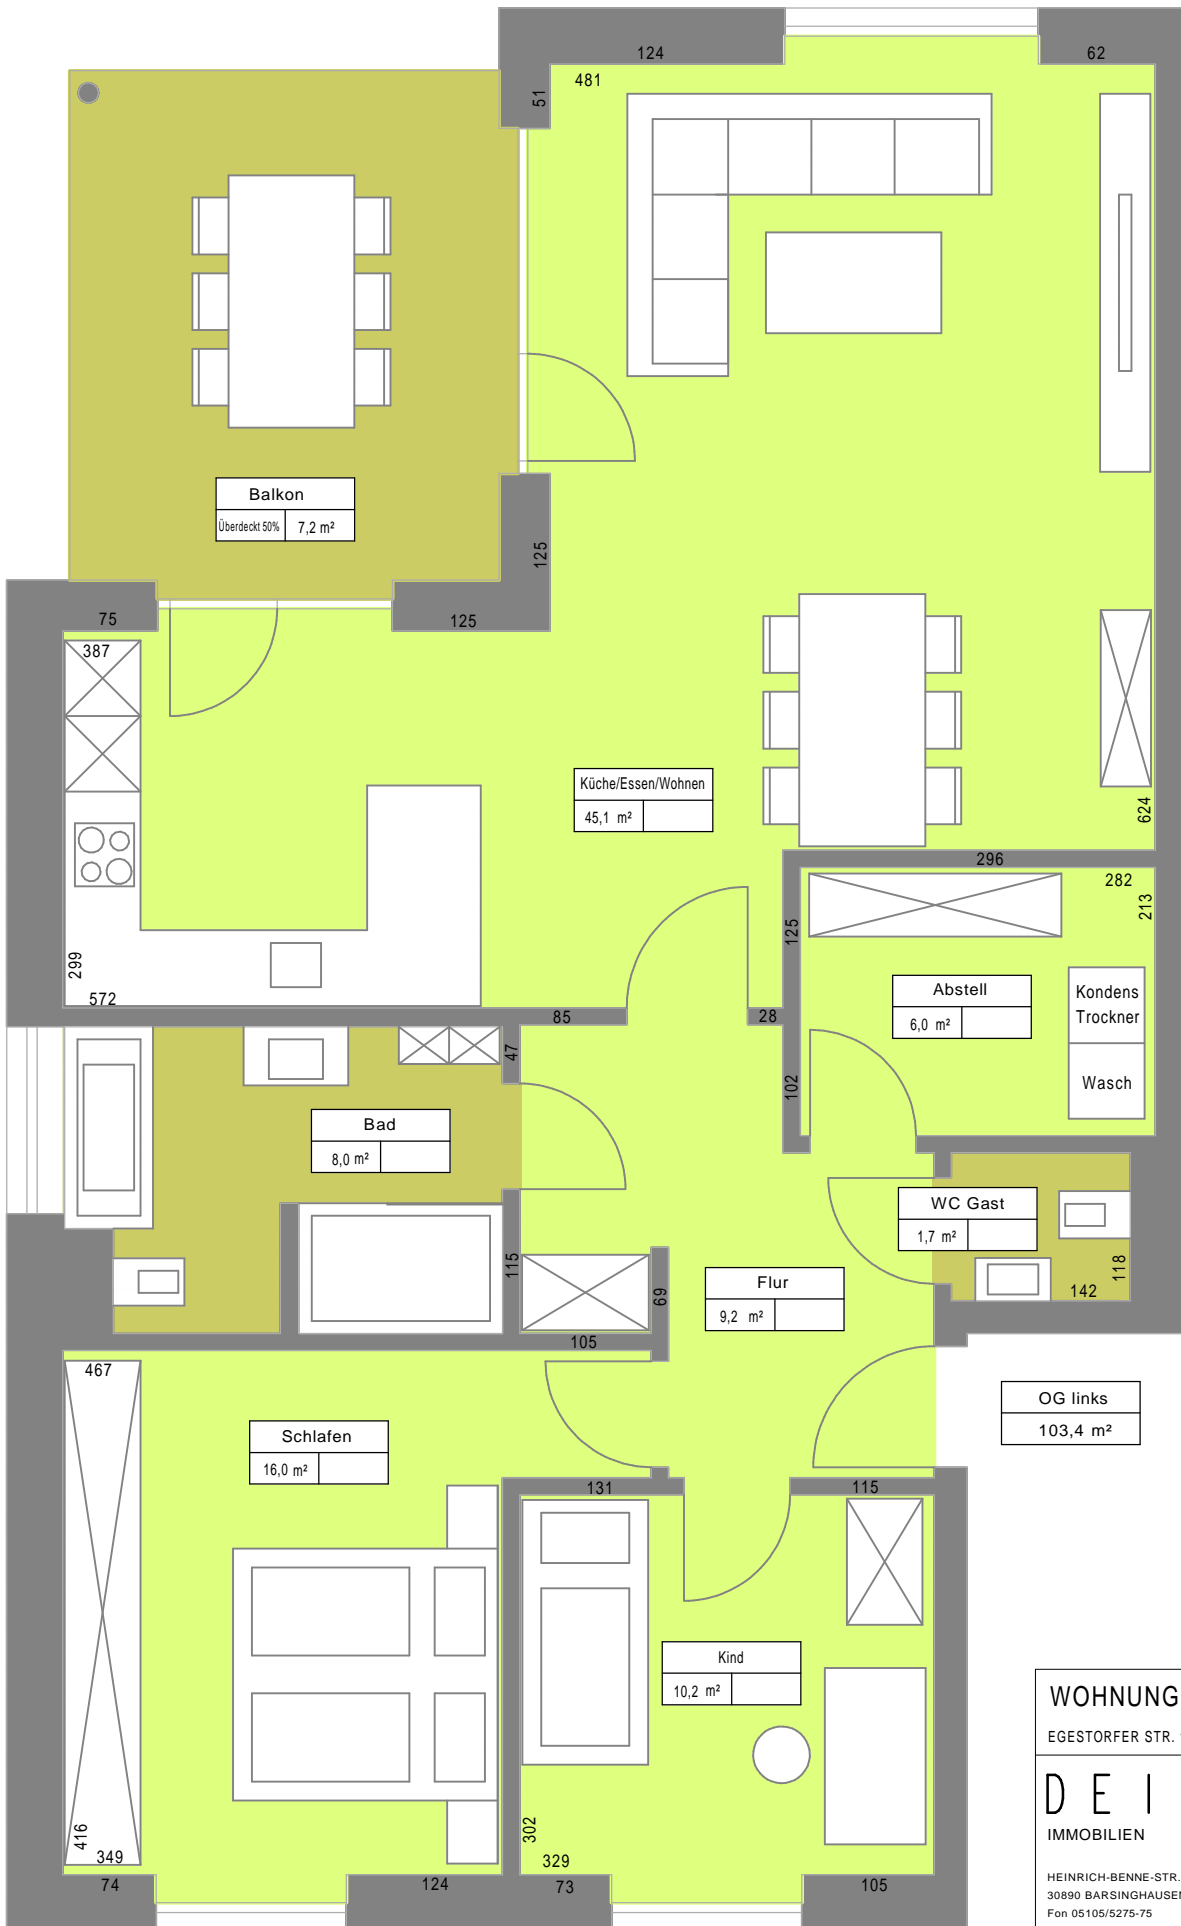 124
62
481
51
Balkon
Überdeckt 50% 7,2 m²
125
75
125
387
Küche/Essen/Wohnen
45,1 m²
624
296
282
213
125
299
572
Abstell
6,0 m²
Kondens
Trockner
Wasch
85
28
47
102
Bad
8,0 m²
WC Gast
1,7 m²
118
142
115
69
Flur
9,2 m²
105
467
OG links
103,4 m²
Schlafen
16,0 m²
131
115
Kind
10,2 m²
WOHNUNG
EGESTORFER STR.
DEI
IMMOBILIEN
HEINRICH-BENNE-STR.
30890 BARSINGHAUSEN
Fon 05105/5275-75
416
349
302
329
74
124
73
105